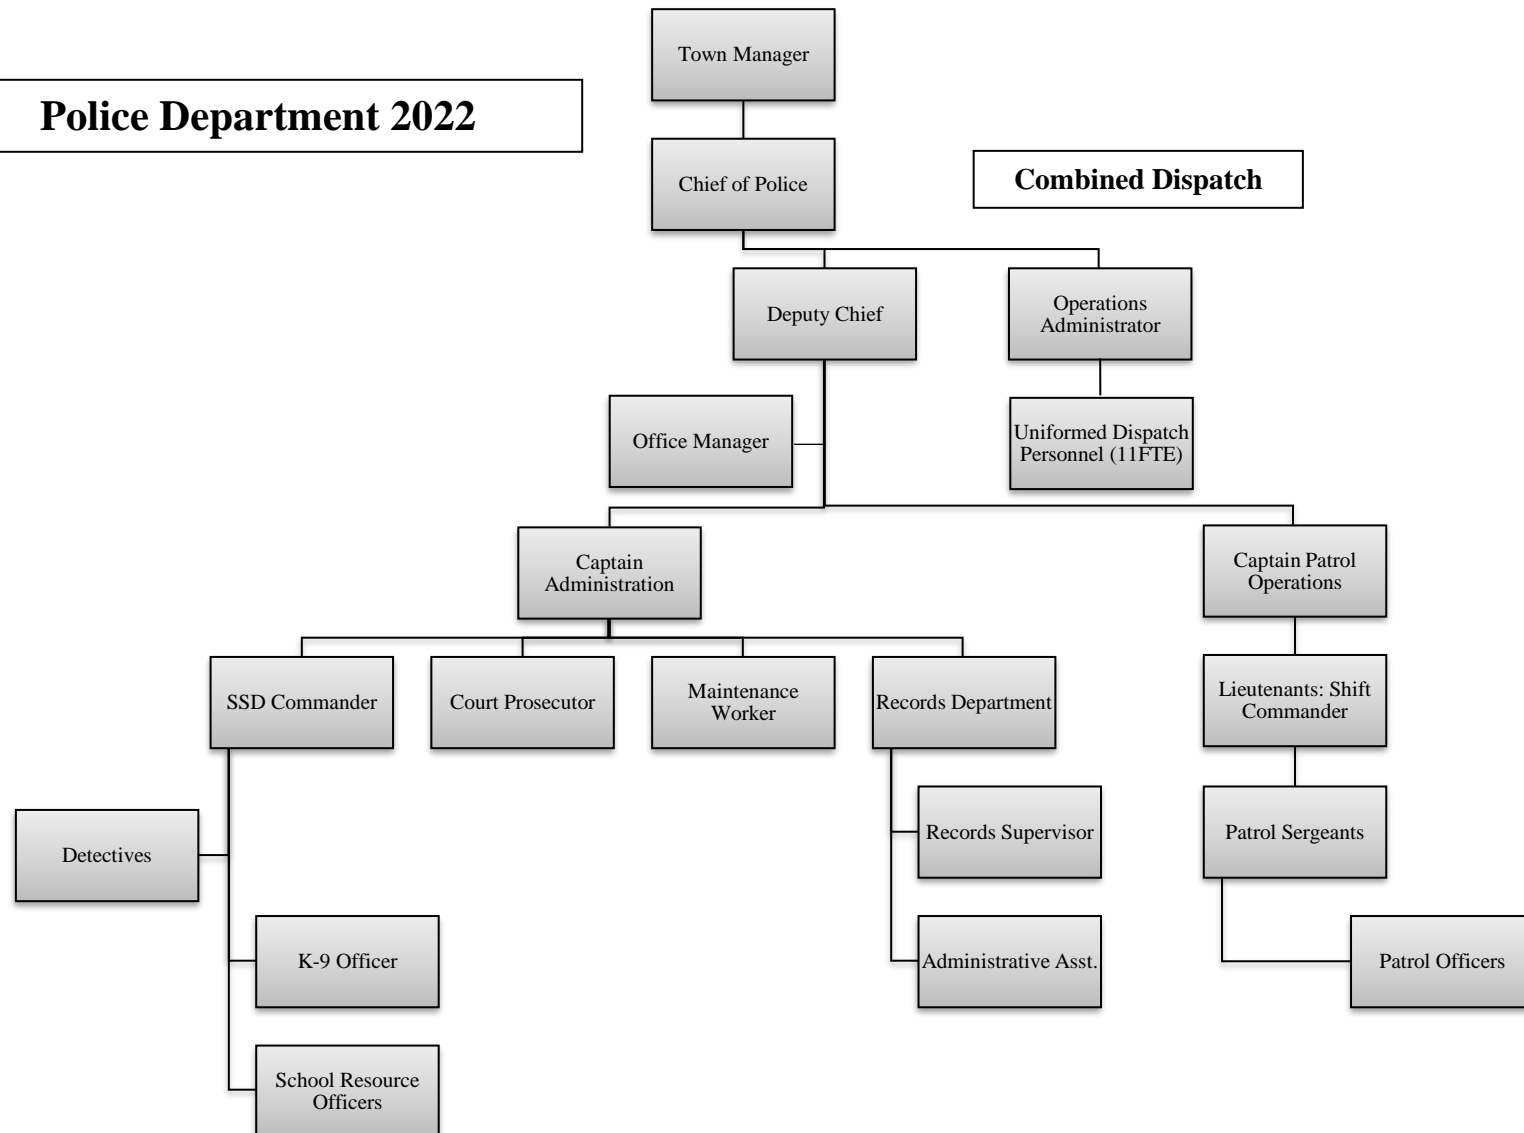 Town Manager
Police Department 2022
Chief of Police
Combined Dispatch
Deputy Chief
Operations
Administrator
Office Manager
Uniformed Dispatch
Personnel (11FTE)
Captain
Administration
Captain Patrol
Operations
SSD Commander
Court Prosecutor
Maintenance
Worker
Records Department
Lieutenants: Shift
Commander
Detectives
Records Supervisor
Patrol Sergeants
K-9 Officer
Administrative Asst.
Patrol Officers
School Resource
Officers